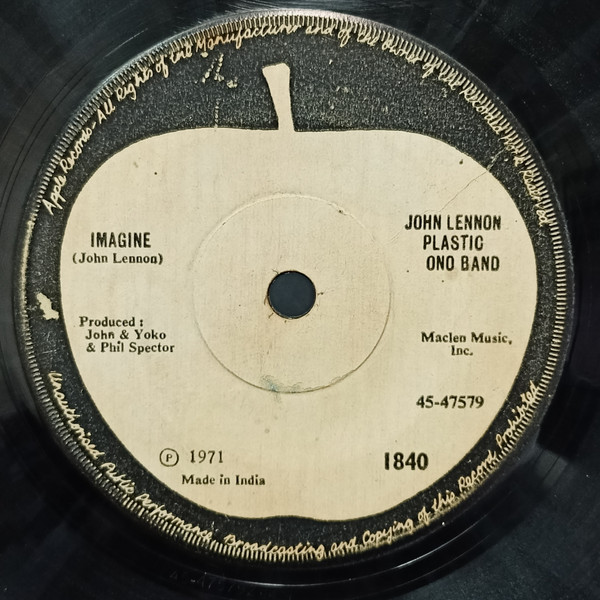 Apple Records - All Rights of the Manufacturer and of the Owner of the Recorded Work Reserved
IMAGINE
(John Lennon)
JOHN LENNON
PLASTIC
ONO BAND
Produced :
John & Yoko
& Phil Spector
Maclen Music,
Inc.
45-47579
Ⓟ 1971
1840
Made in India
Unauthorised Public Performance, Broadcasting and Copying of this Record Prohibited